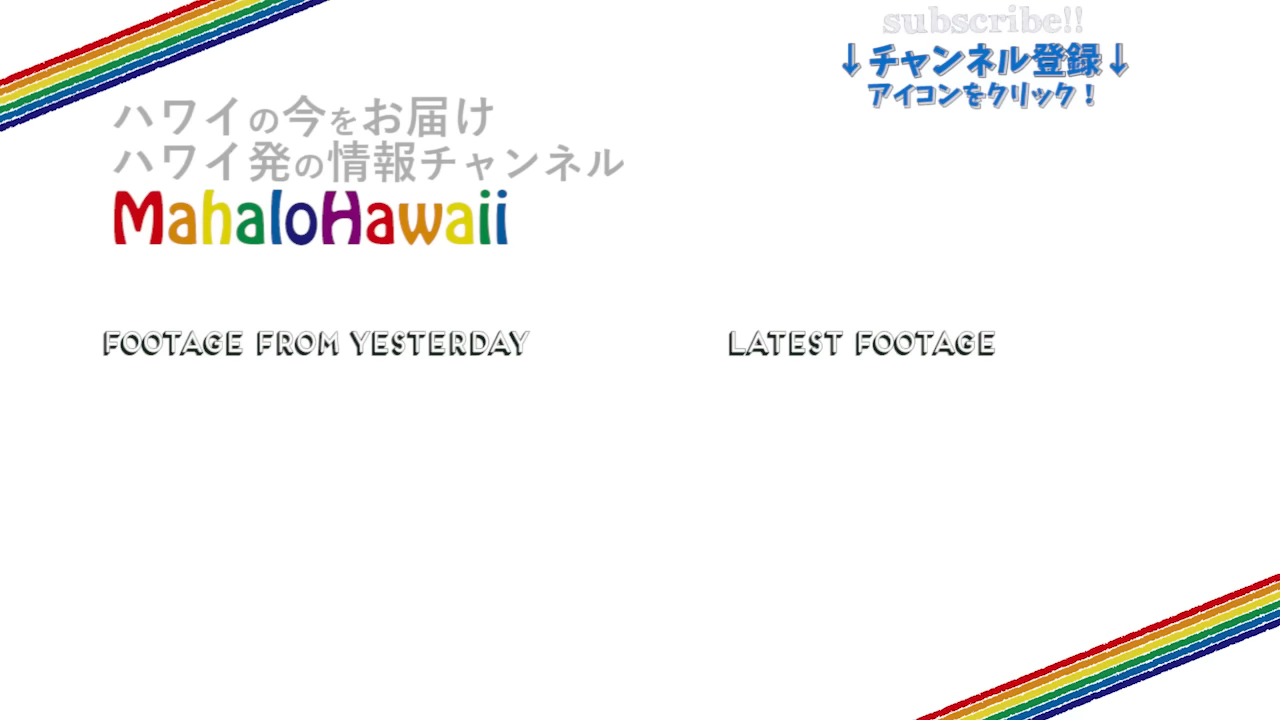 subscribe!!
↓チャンネル登録↓
アイコンをクリック！
ハワイの今をお届け
ハワイ発の情報チャンネル
MahaloHawaii
FOOTAGE FROM YESTERDAY
LATEST FOOTAGE